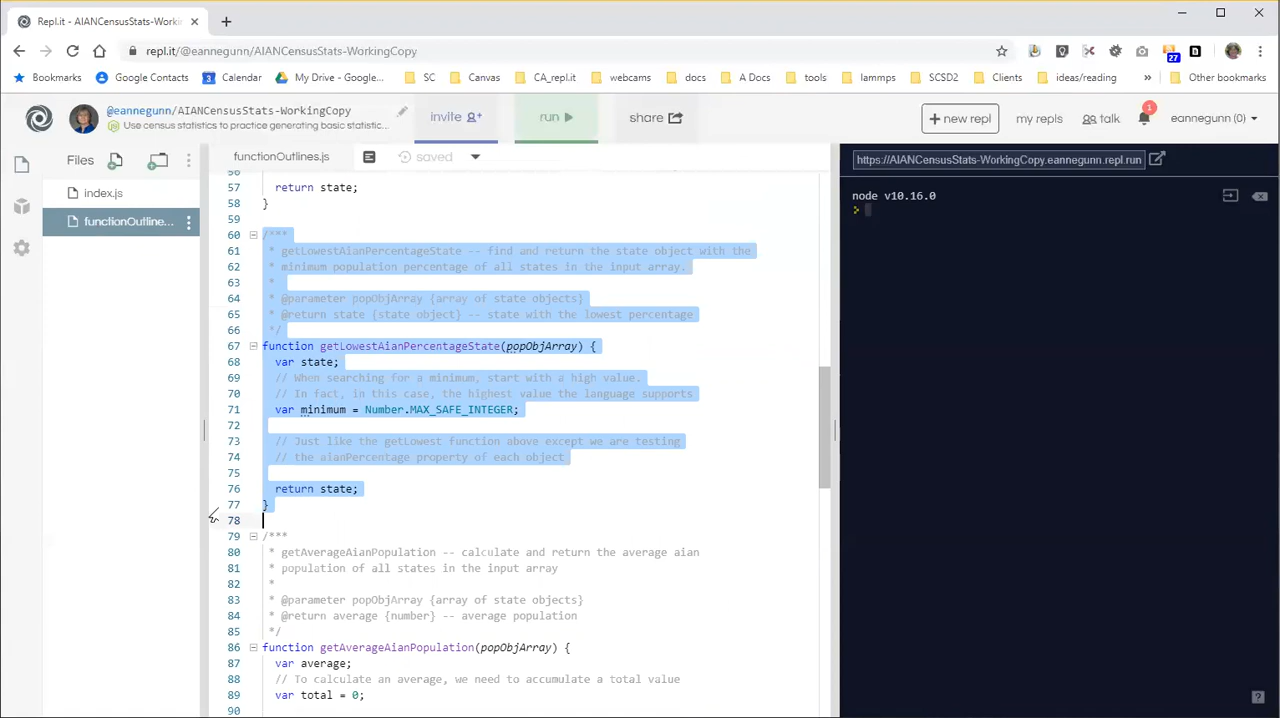 Repl.it - AIANCensusStats-Workin
repl.it/@eannegunn/AIANCensusStats-WorkingCopy
27
Bookmarks
Google Contacts
Calendar
My Drive - Google...
SC
Canvas
CA_repl.it
webcams
docs
A Docs
tools
lammps
SCSD2
Clients
ideas/reading
»
Other bookmarks
@eannegunn/AIANCensusStats-WorkingCopy
Use census statistics to practice generating basic statistic...
invite
run
share
+ new repl
my repls
talk
1
eannegunn (0)
Files
index.js
functionOutline...
functionOutlines.js
saved
56
57 return state;
58 }
59
60 /***
61 * getLowestAianPercentageState -- find and return the state object with the
62 * minimum population percentage of all states in the input array.
63 *
64 * @parameter popObjArray {array of state objects}
65 * @return state {state object} -- state with the lowest percentage
66 */
67 function getLowestAianPercentageState(popObjArray) {
68 var state;
69 // When searching for a minimum, start with a high value.
70 // In fact, in this case, the highest value the language supports
71 var minimum = Number.MAX_SAFE_INTEGER;
72
73 // Just like the getLowest function above except we are testing
74 // the aianPercentage property of each object
75
76 return state;
77 }
78
79 /***
80 * getAverageAianPopulation -- calculate and return the average aian
81 * population of all states in the input array
82 *
83 * @parameter popObjArray {array of state objects}
84 * @return average {number} -- average population
85 */
86 function getAverageAianPopulation(popObjArray) {
87 var average;
88 // To calculate an average, we need to accumulate a total value
89 var total = 0;
90
https://AIANCensusStats-WorkingCopy.eannegunn.repl.run
node v10.16.0
>
?